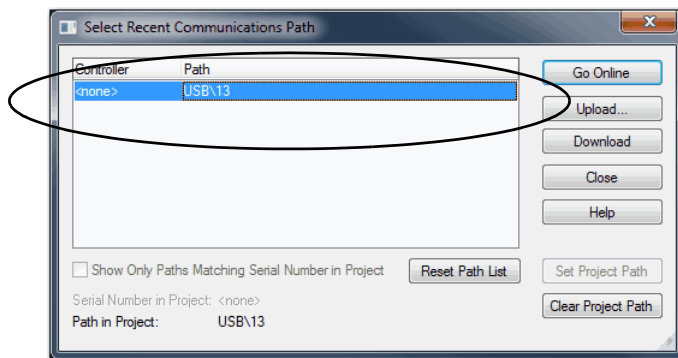 Select Recent Communications Path
Controller Path
<none> USB\13
Go Online
Upload...
Download
Close
Help
Show Only Paths Matching Serial Number in Project
Reset Path List
Set Project Path
Serial Number in Project: <none>
Clear Project Path
Path in Project: USB\13